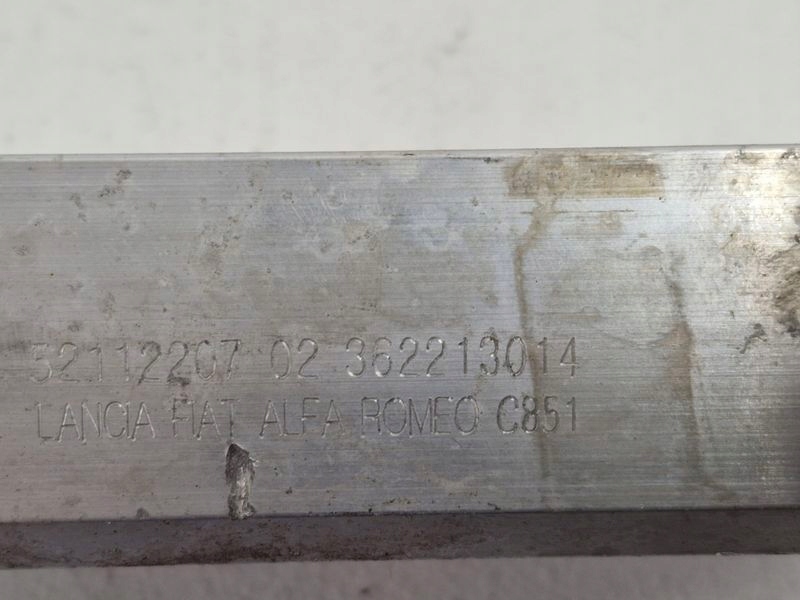 52112207 02 362213014
LANCIA FIAT ALFA ROMEO C851